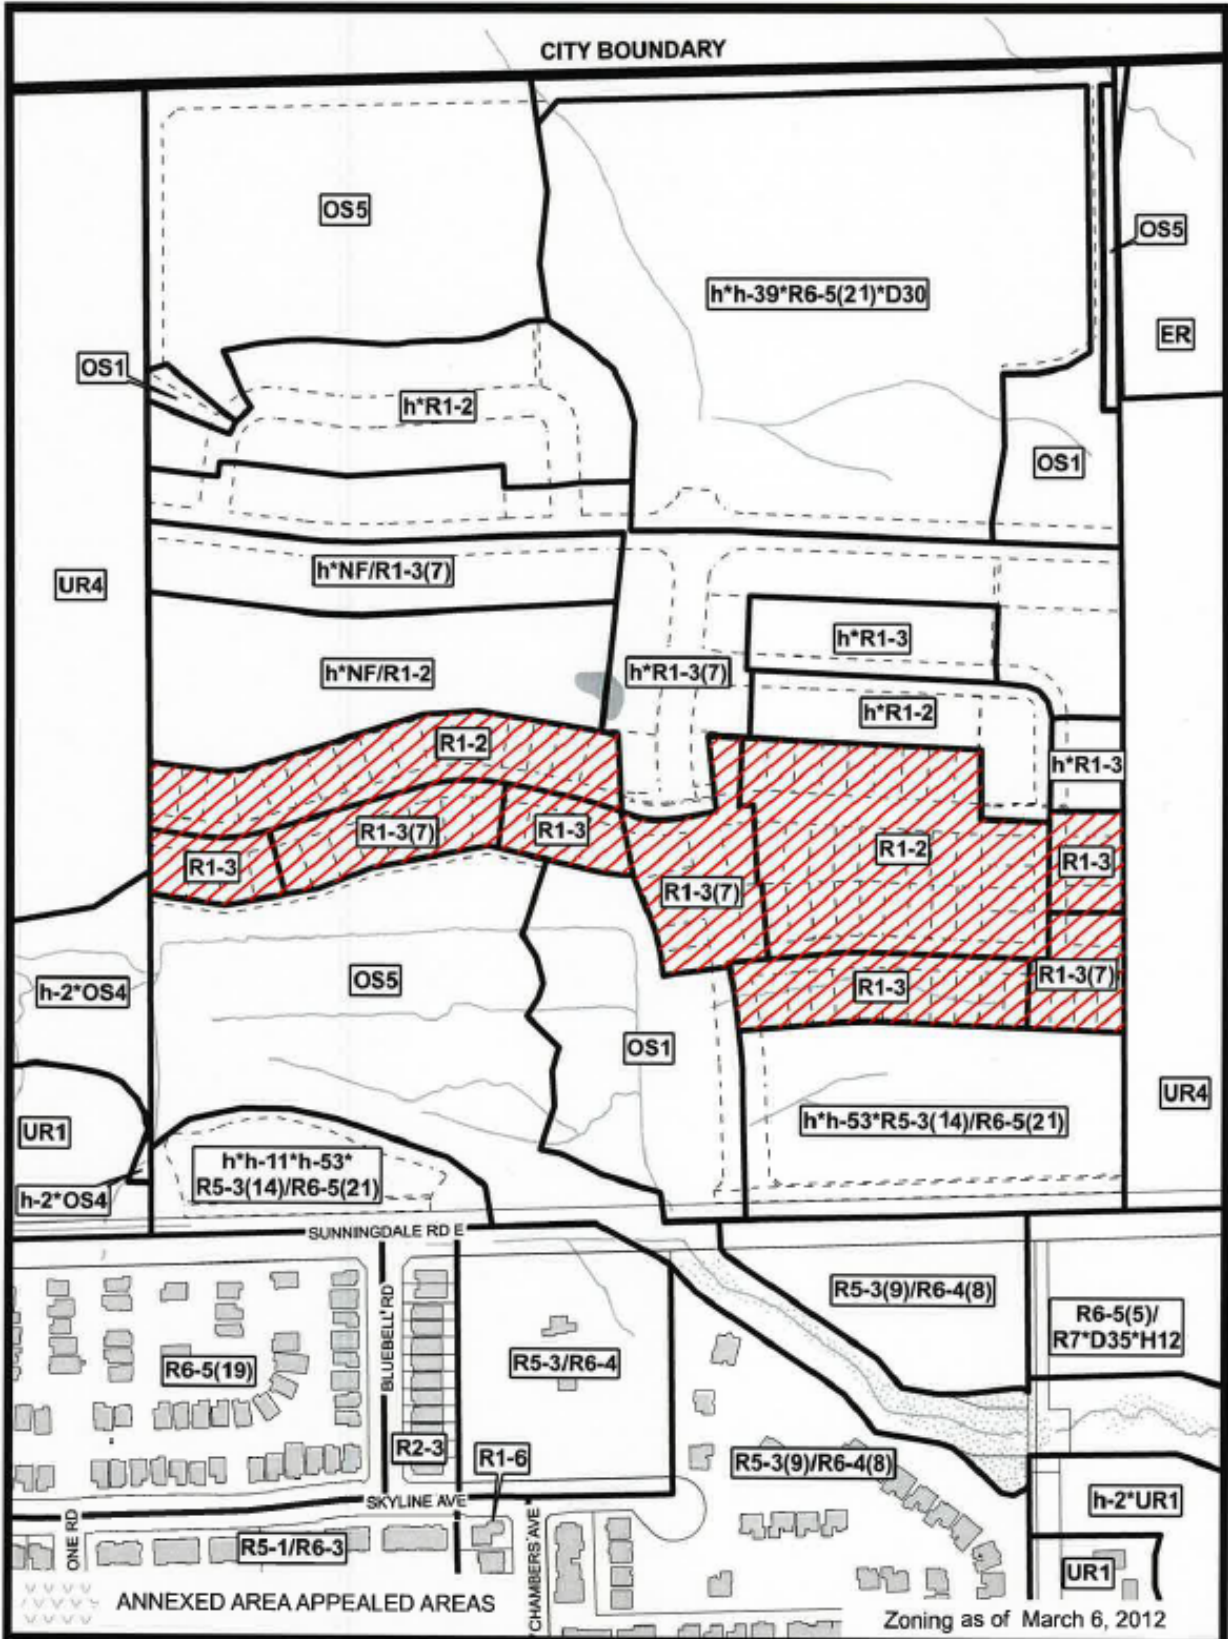 CITY BOUNDARY
OS5
OS5
h*h-39*R6-5(21)*D30
ER
OS1
h*R1-2
OS1
h*NF/R1-3(7)
UR4
h*R1-3
h*NF/R1-2
h*R1-3(7)
h*R1-2
R1-2
h*R1-3
R1-3(7)
R1-3
R1-2
R1-3
R1-3
R1-3(7)
R1-3(7)
OS5
R1-3
h-2*OS4
OS1
UR4
h*h-53*R5-3(14)/R6-5(21)
UR1
h*h-11*h-53*
R5-3(14)/R6-5(21)
h-2*OS4
SUNNINGDALE RD E
R5-3(9)/R6-4(8)
R6-5(5)/
R7*D35*H12
BLUEBELL RD
R6-5(19)
R5-3/R6-4
R2-3
R1-6
R5-3(9)/R6-4(8)
SKYLINE AVE
h-2*UR1
ONE RD
R5-1/R6-3
CHAMBERS AVE
UR1
ANNEXED AREA APPEALED AREAS
Zoning as of March 6, 2012